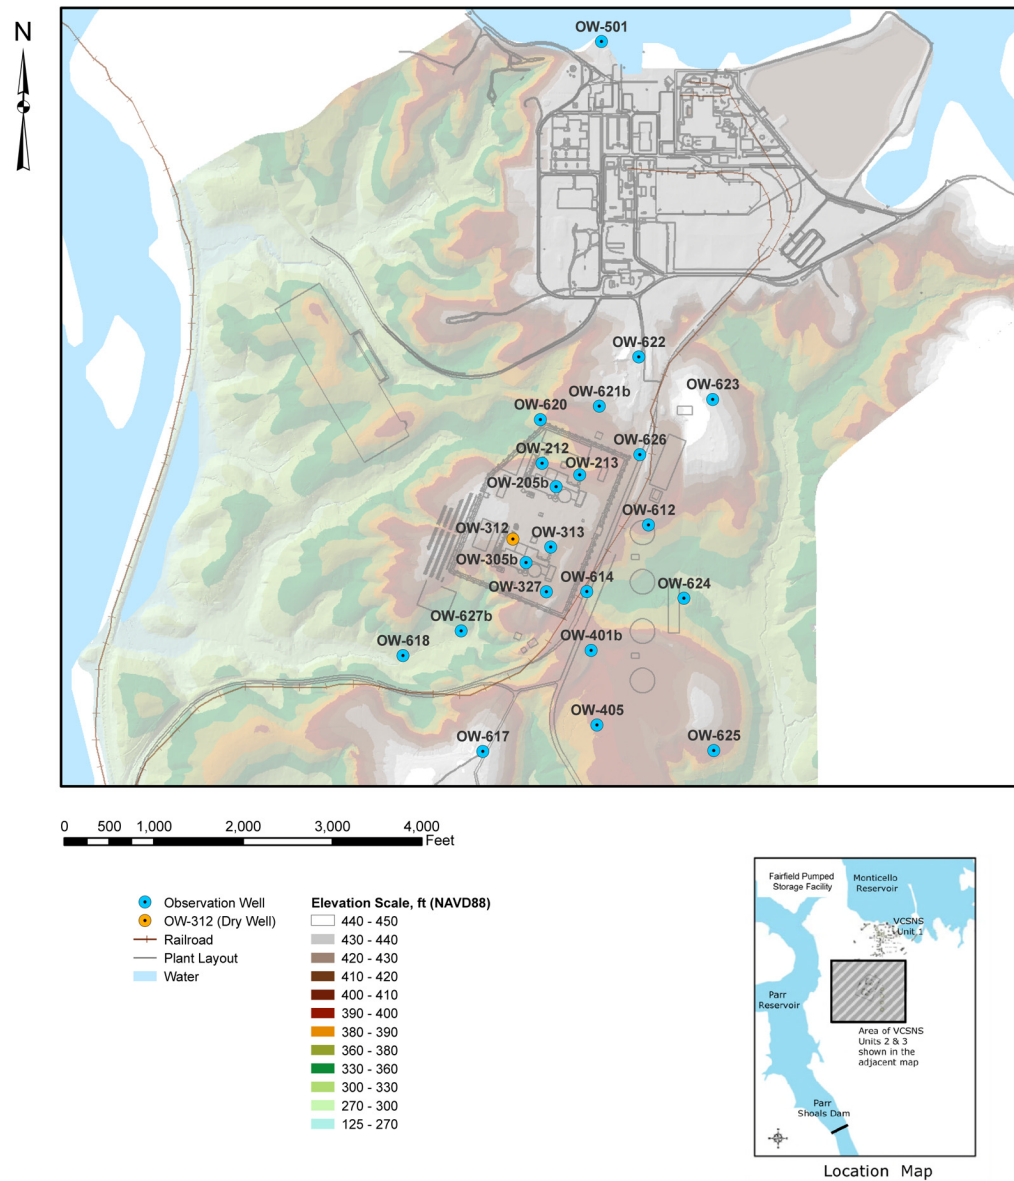 N
OW-501
OW-622
OW-623
OW-621b
OW-620
OW-626
OW-212
OW-213
OW-205b
OW-612
OW-312
OW-313
OW-305b
OW-327
OW-614
OW-624
OW-627b
OW-618
OW-401b
OW-405
OW-617
OW-625
0 500 1,000 2,000 3,000 4,000
Feet
Observation Well
OW-312 (Dry Well)
Railroad
Plant Layout
Water
Elevation Scale, ft (NAVD88)
440 - 450
430 - 440
420 - 430
410 - 420
400 - 410
390 - 400
380 - 390
360 - 380
330 - 360
300 - 330
270 - 300
125 - 270
Fairfield Pumped
Storage Facility
Monticello
Reservoir
VCSNS
Unit 1
Parr
Reservoir
Area of VCSNS
Units 2 & 3
shown in the
adjacent map
Parr
Shoals Dam
Location Map